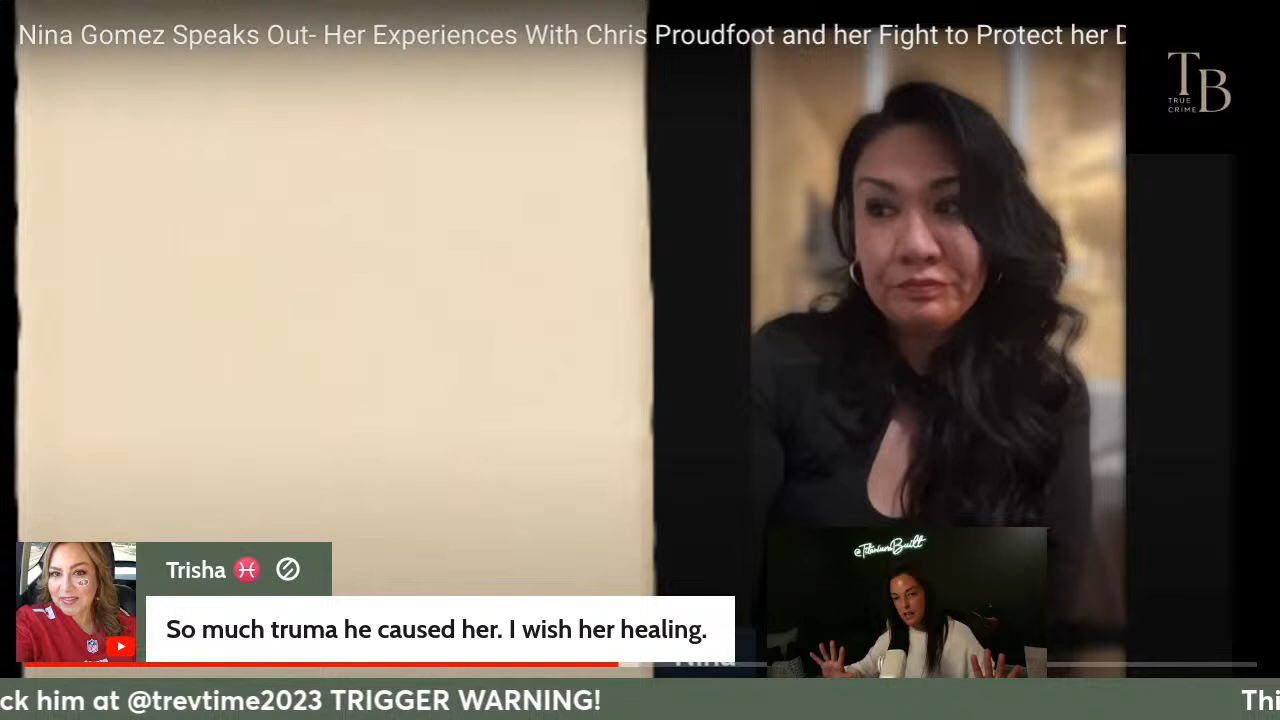 Nina Gomez Speaks Out- Her Experiences With Chris Proudfoot and her Fight to Protect her D
TB
TRUE
CRIME
@TitaniumBuilt
Trisha ♓
So much truma he caused her. I wish her healing.
Nina
ck him at @trevtime2023 TRIGGER WARNING!
Thi